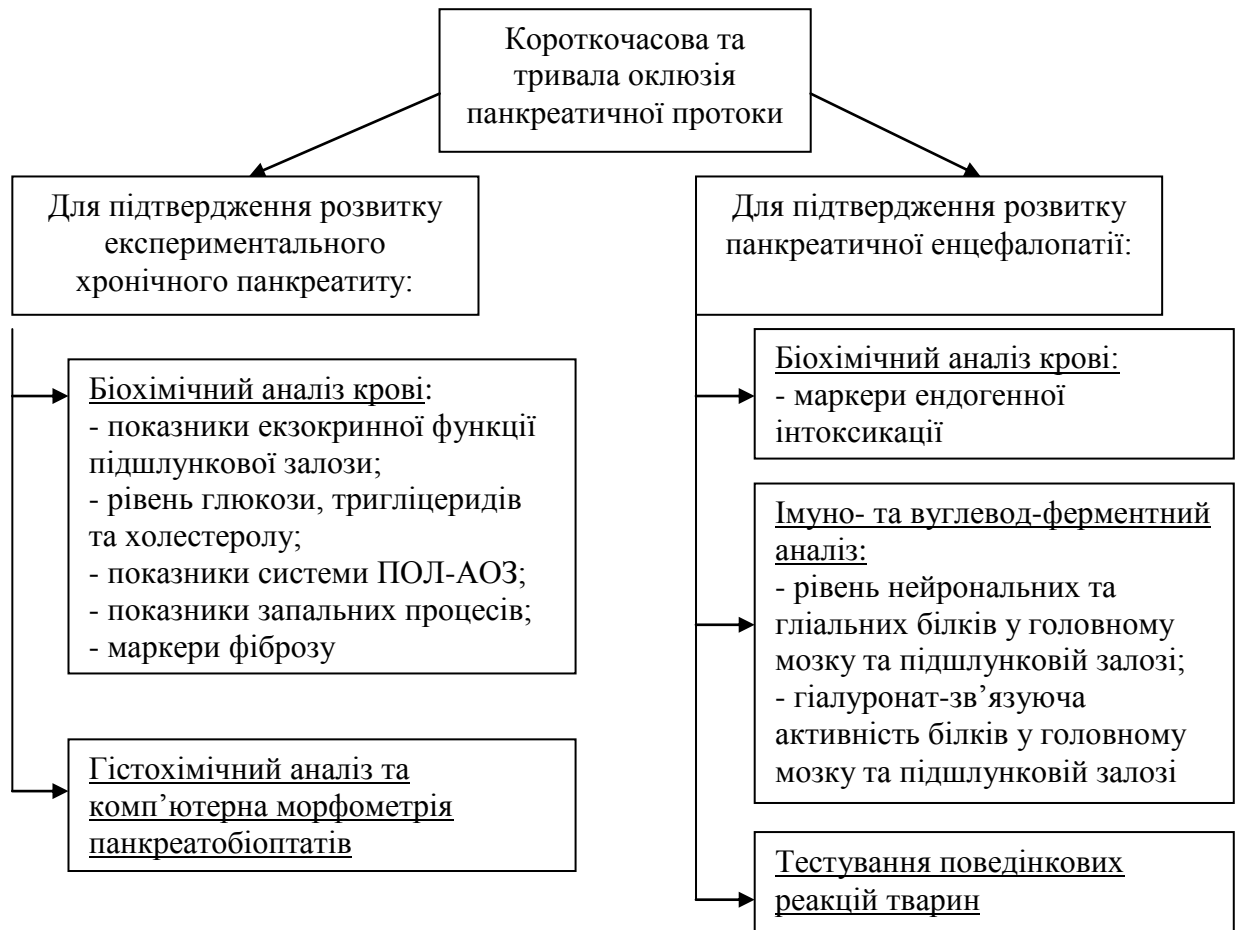 Короткочасова та
тривала оклюзія
панкреатичної протоки
Для підтвердження розвитку
експериментального
хронічного панкреатиту:
Біохімічний аналіз крові:
- показники екзокринної функції
підшлункової залози;
- рівень глюкози, тригліцеридів
та холестеролу;
- показники системи ПОЛ-АОЗ;
- показники запальних процесів;
- маркери фіброзу
Гістохімічний аналіз та
комп’ютерна морфометрія
панкреатобіоптатів
Для підтвердження розвитку
панкреатичної енцефалопатії:
Біохімічний аналіз крові:
- маркери ендогенної
інтоксикації
Імуно- та вуглевод-ферментний
аналіз:
- рівень нейрональних та
гліальних білків у головному
мозку та підшлунковій залозі;
- гіалуронат-зв’язуюча
активність білків у головному
мозку та підшлунковій залозі
Тестування поведінкових
реакцій тварин